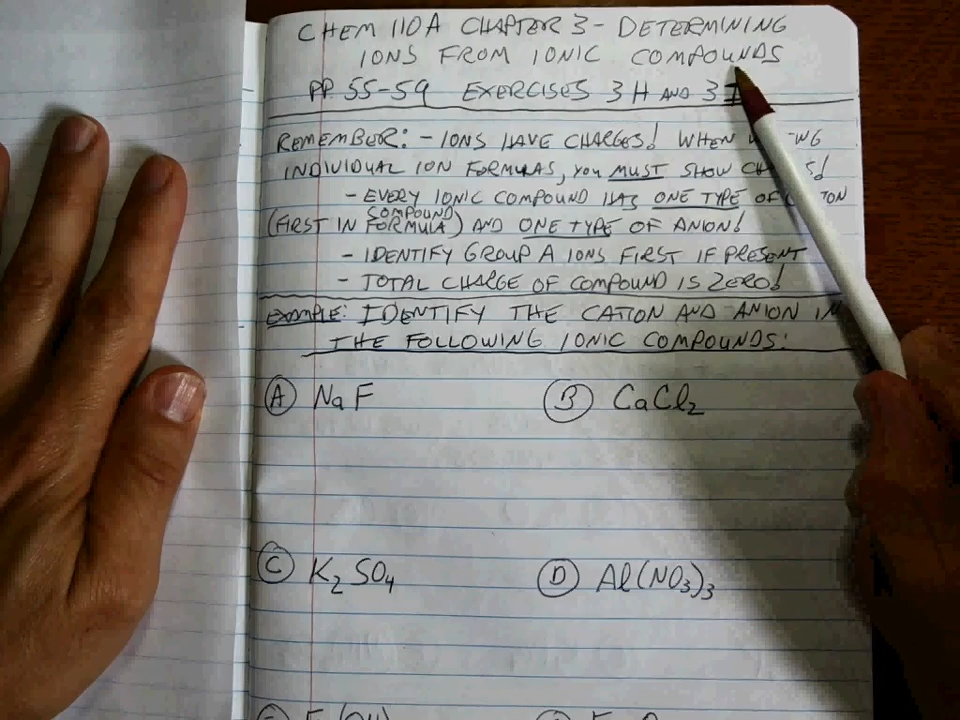 CHEM 110A CHAPTER 3 - DETERMINING
IONS FROM IONIC COMPOUNDS
PP. 55-59 EXERCISES 3 H AND 3 I
REMEMBER: - IONS HAVE CHARGES! WHEN
INDIVIDUAL ION FORMULAS, YOU MUST SHOW
- EVERY IONIC COMPOUND HAS ONE TYPE OF
COMPOUND
(FIRST IN FORMULA) AND ONE TYPE OF ANION!
- IDENTIFY GROUP A IONS FIRST IF PRESENT
- TOTAL CHARGE OF COMPOUND IS ZERO!
EXAMPLE: IDENTIFY THE CATION AND ANION IN
THE FOLLOWING IONIC COMPOUNDS:
A NaF B CaCl2
C K2SO4 D Al(NO3)3